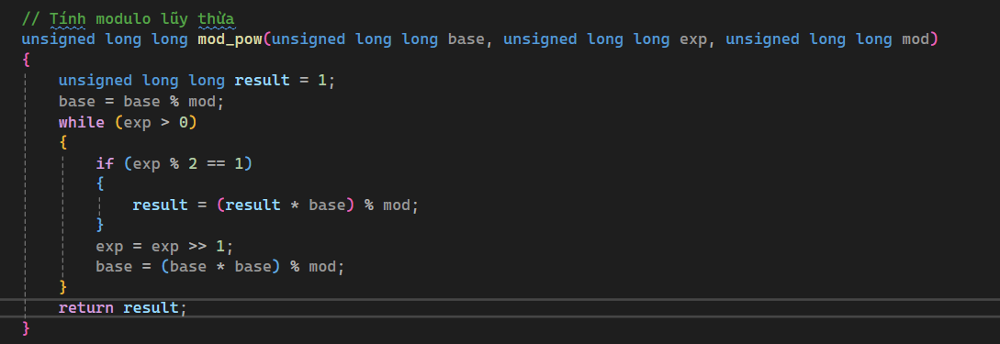 // Tính modulo lũy thừa
unsigned long long mod_pow(unsigned long long base, unsigned long long exp, unsigned long long mod)
{
    unsigned long long result = 1;
    base = base % mod;
    while (exp > 0)
    {
        if (exp % 2 == 1)
        {
            result = (result * base) % mod;
        }
        exp = exp >> 1;
        base = (base * base) % mod;
    }
    return result;
}